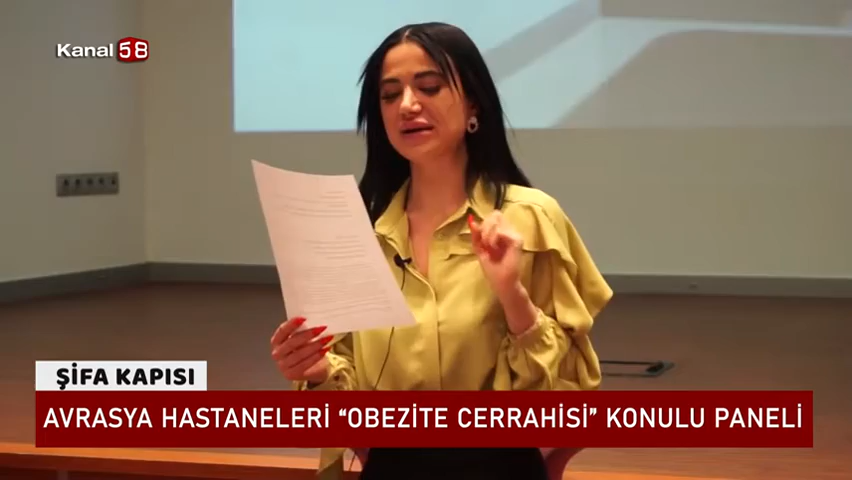 Kanal 58
ŞİFA KAPISI
AVRASYA HASTANELERİ “OBEZİTE CERRAHİSİ” KONULU PANELİ